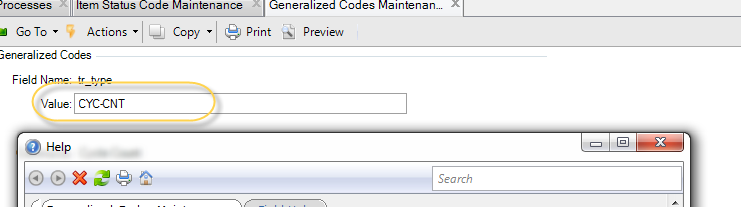 Processes Item Status Code Maintenance Generalized Codes Maintenan...
Go To Actions Copy Print Preview
Generalized Codes
Field Name: tr_type
Value: CYC-CNT
Help
Search